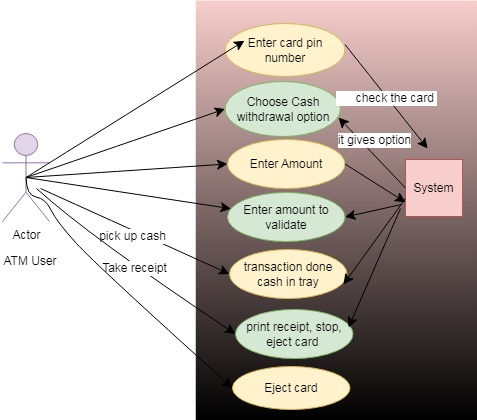 Enter card pin
number
check the card
Choose Cash
withdrawal option
it gives option
Enter Amount
System
Enter amount to
validate
Actor
ATM User
pick up cash
Take receipt
transaction done
cash in tray
print receipt, stop,
eject card
Eject card